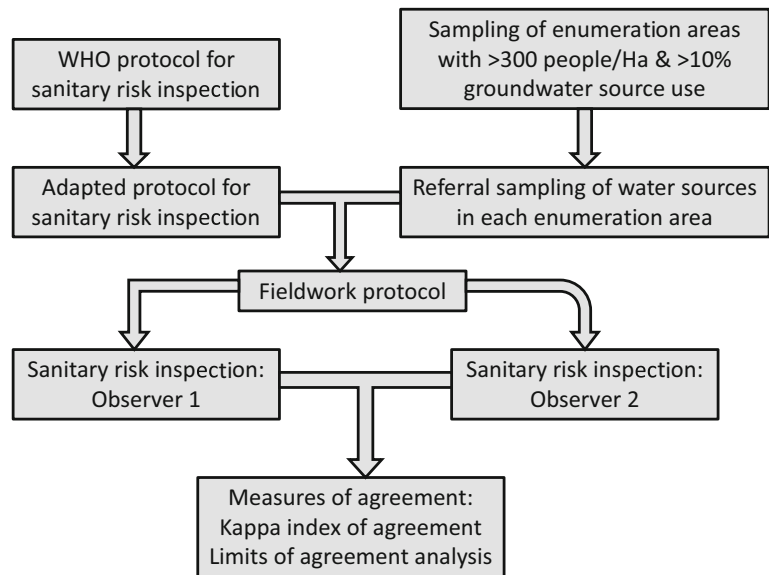 WHO protocol for
sanitary risk inspection
Sampling of enumeration areas
with >300 people/Ha & >10%
groundwater source use
Adapted protocol for
sanitary risk inspection
Referral sampling of water sources
in each enumeration area
Fieldwork protocol
Sanitary risk inspection:
Observer 1
Sanitary risk inspection:
Observer 2
Measures of agreement:
Kappa index of agreement
Limits of agreement analysis